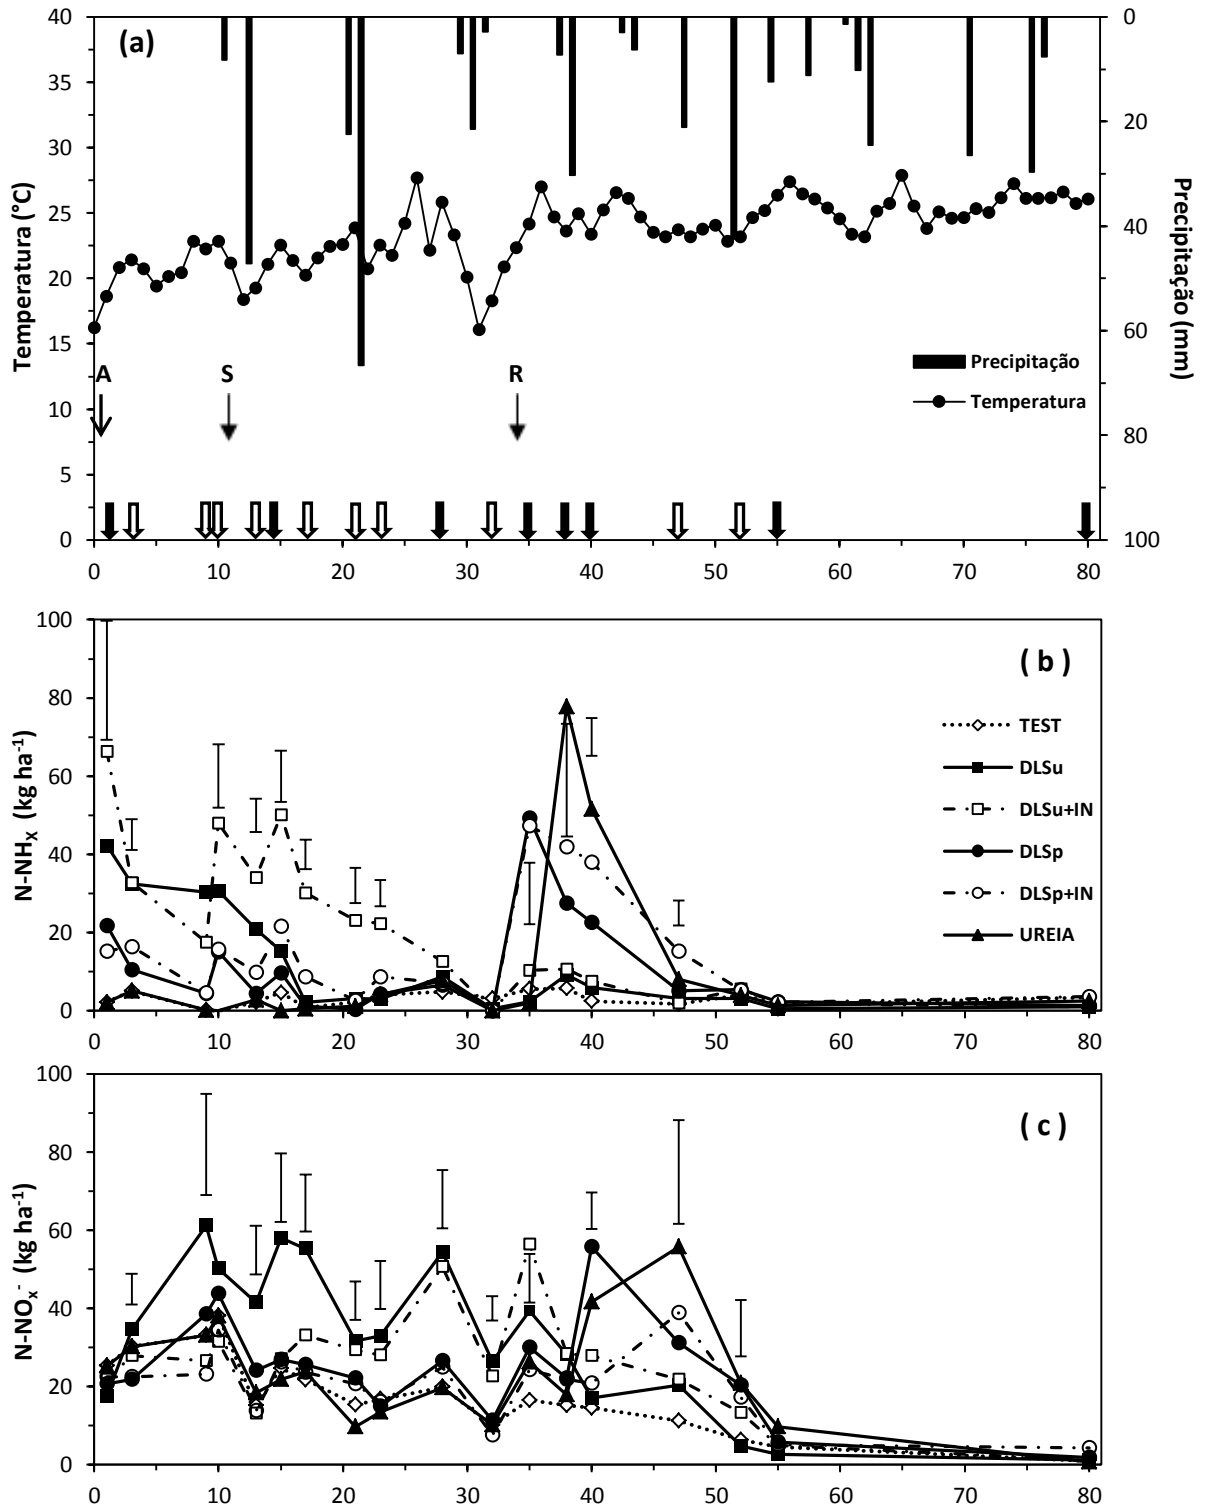 (a)
Temperatura (°C)
40
35
30
25
20
15
10
5
0
Precipitação (mm)
0
20
40
60
80
100
A
S
R
Precipitação
Temperatura
0 10 20 30 40 50 60 70 80
( b )
N-NHX (kg ha-1)
100
80
60
40
20
0
TEST
DLSu
DLSu+IN
DLSp
DLSp+IN
UREIA
0 10 20 30 40 50 60 70 80
( c )
N-NOx- (kg ha-1)
100
80
60
40
20
0
0 10 20 30 40 50 60 70 80